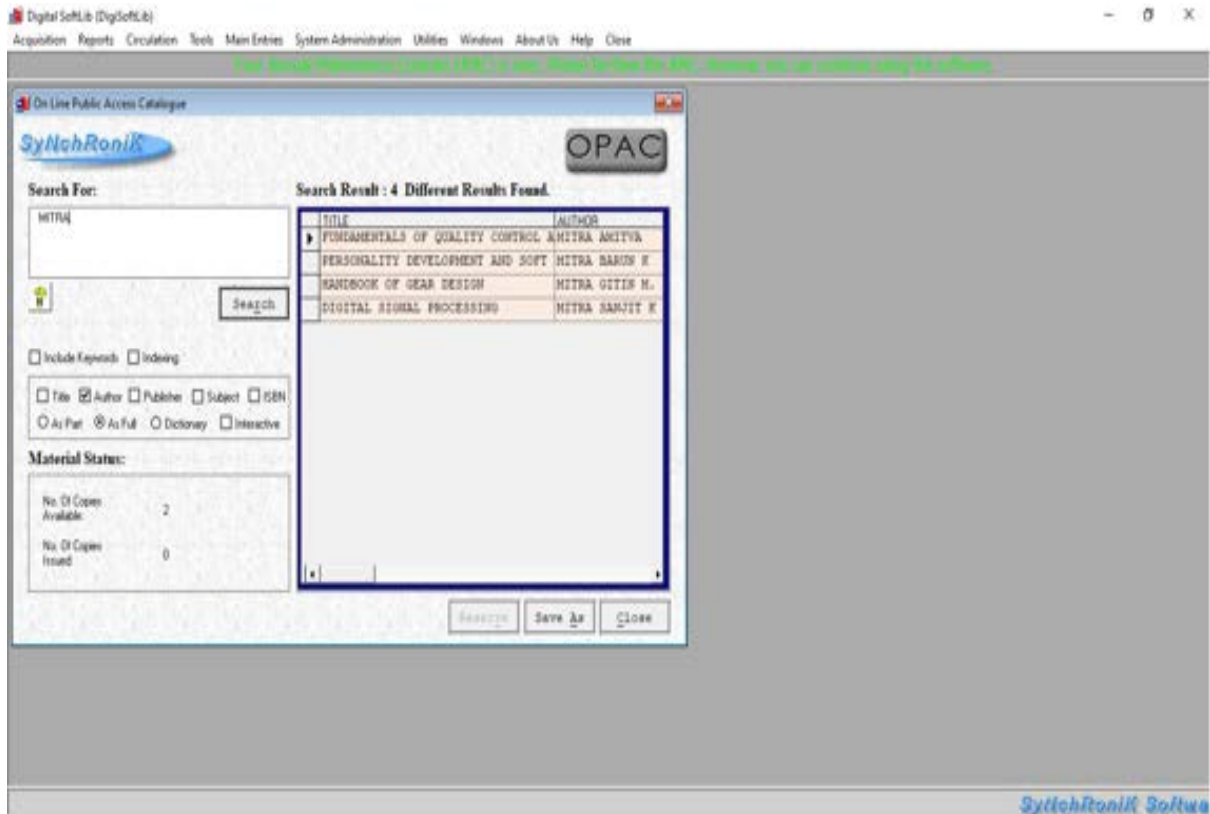 Digital SoftLib (DigiSoftLib)
Acquisition Reports Circulation Tools Main Entries System Administration Utilities Windows About Us Help Close
On Line Public Access Catalogue
SyNchRoniK
OPAC
Search For:
MITRA
Search
Include Keywords Indexing
Title Author Publisher Subject ISBN
As Part As Full Dictionary Interactive
Material Status:
No. Of Copies
Available
2
No. Of Copies
Issued
0
Search Result : 4 Different Results Found.
TITLE AUTHOR
FUNDAMENTALS OF QUALITY CONTROL A MITRA AMITVA
PERSONALITY DEVELOPMENT AND SOFT MITRA BARUN K
HANDBOOK OF GEAR DESIGN MITRA GITIN M.
DIGITAL SIGNAL PROCESSING MITRA SANJIT K
Reserve Save As Close
SyNchRoniK Softwa